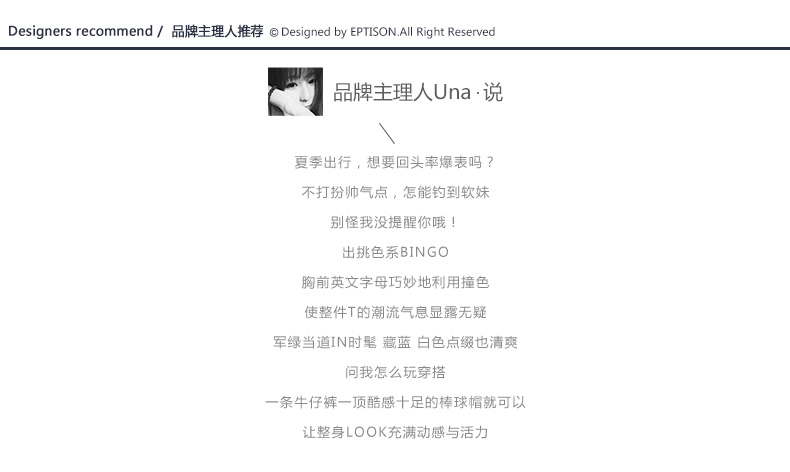 Designers recommend / 品牌主理人推荐 © Designed by EPTISON.All Right Reserved
品牌主理人Una·说
夏季出行，想要回头率爆表吗？
不打扮帅气点，怎能钓到软妹
别怪我没提醒你哦！
出挑色系BINGO
胸前英文字母巧妙地利用撞色
使整件T的潮流气息显露无疑
军绿当道IN时髦 藏蓝 白色点缀也清爽
问我怎么玩穿搭
一条牛仔裤一顶酷感十足的棒球帽就可以
让整身LOOK充满动感与活力